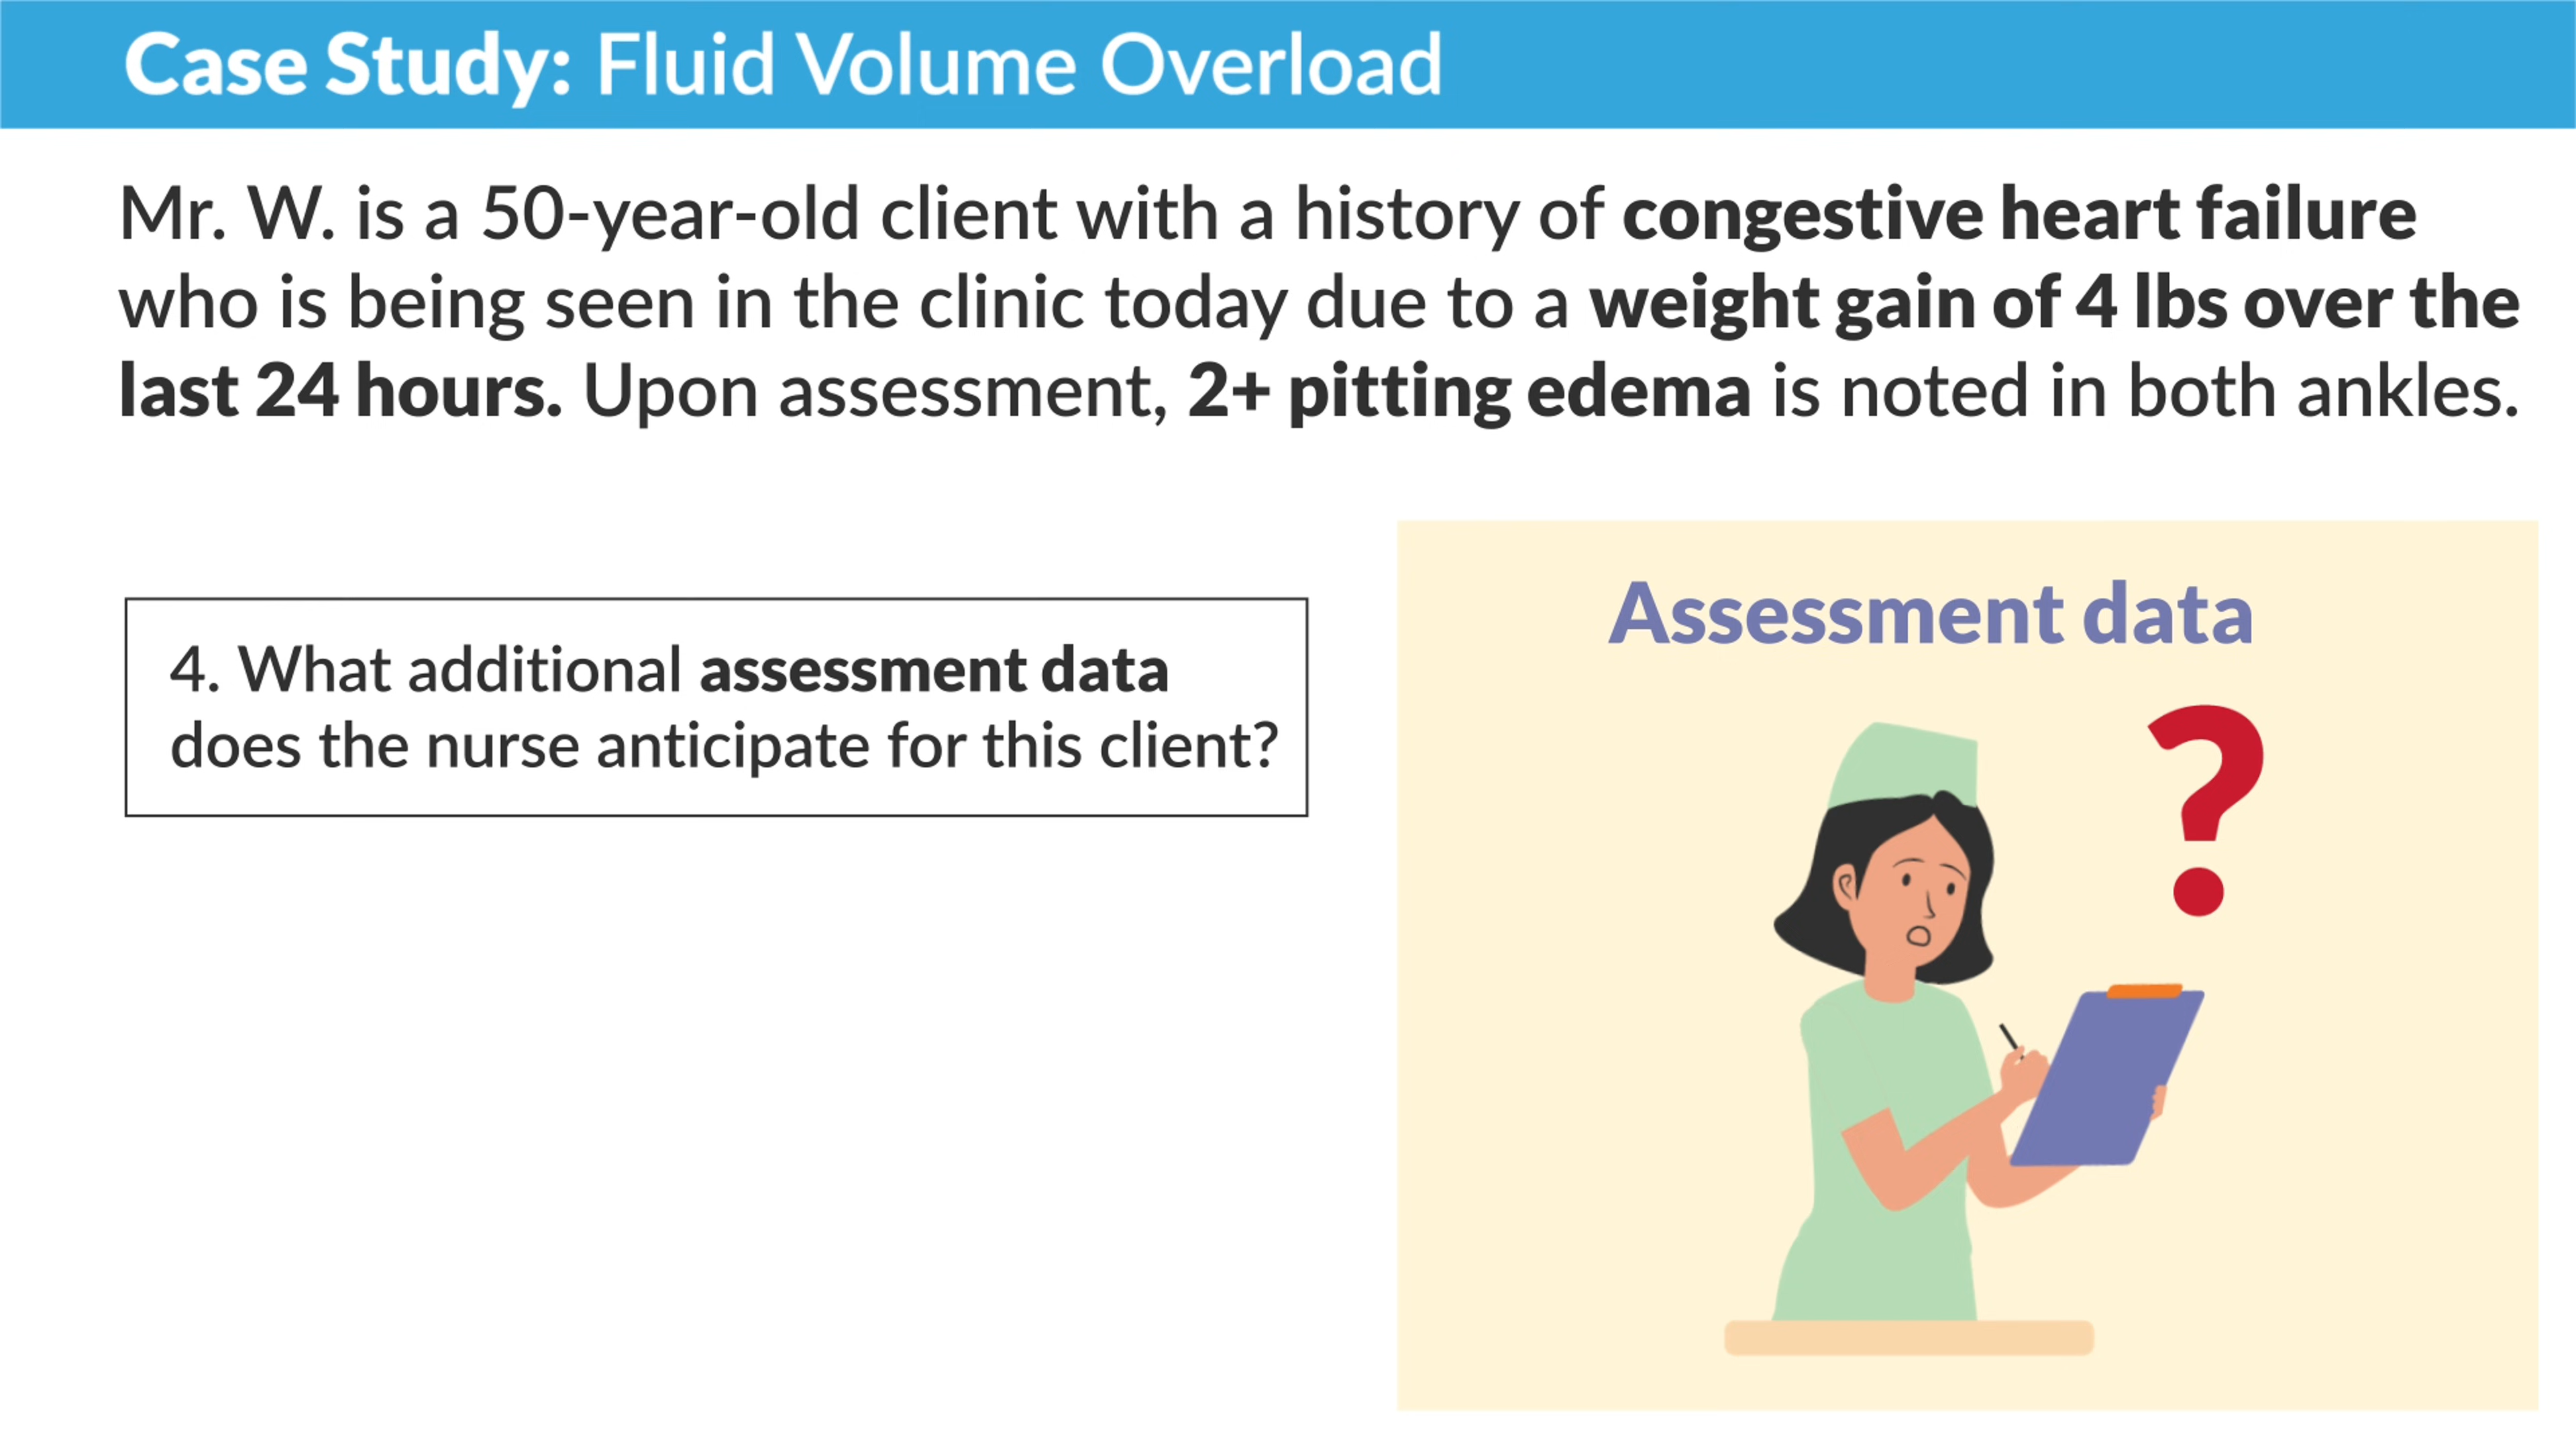 Case Study: Fluid Volume Overload
Mr. W. is a 50-year-old client with a history of congestive heart failure
who is being seen in the clinic today due to a weight gain of 4 lbs over the
last 24 hours. Upon assessment, 2+ pitting edema is noted in both ankles.
4. What additional assessment data
does the nurse anticipate for this client?
Assessment data
?